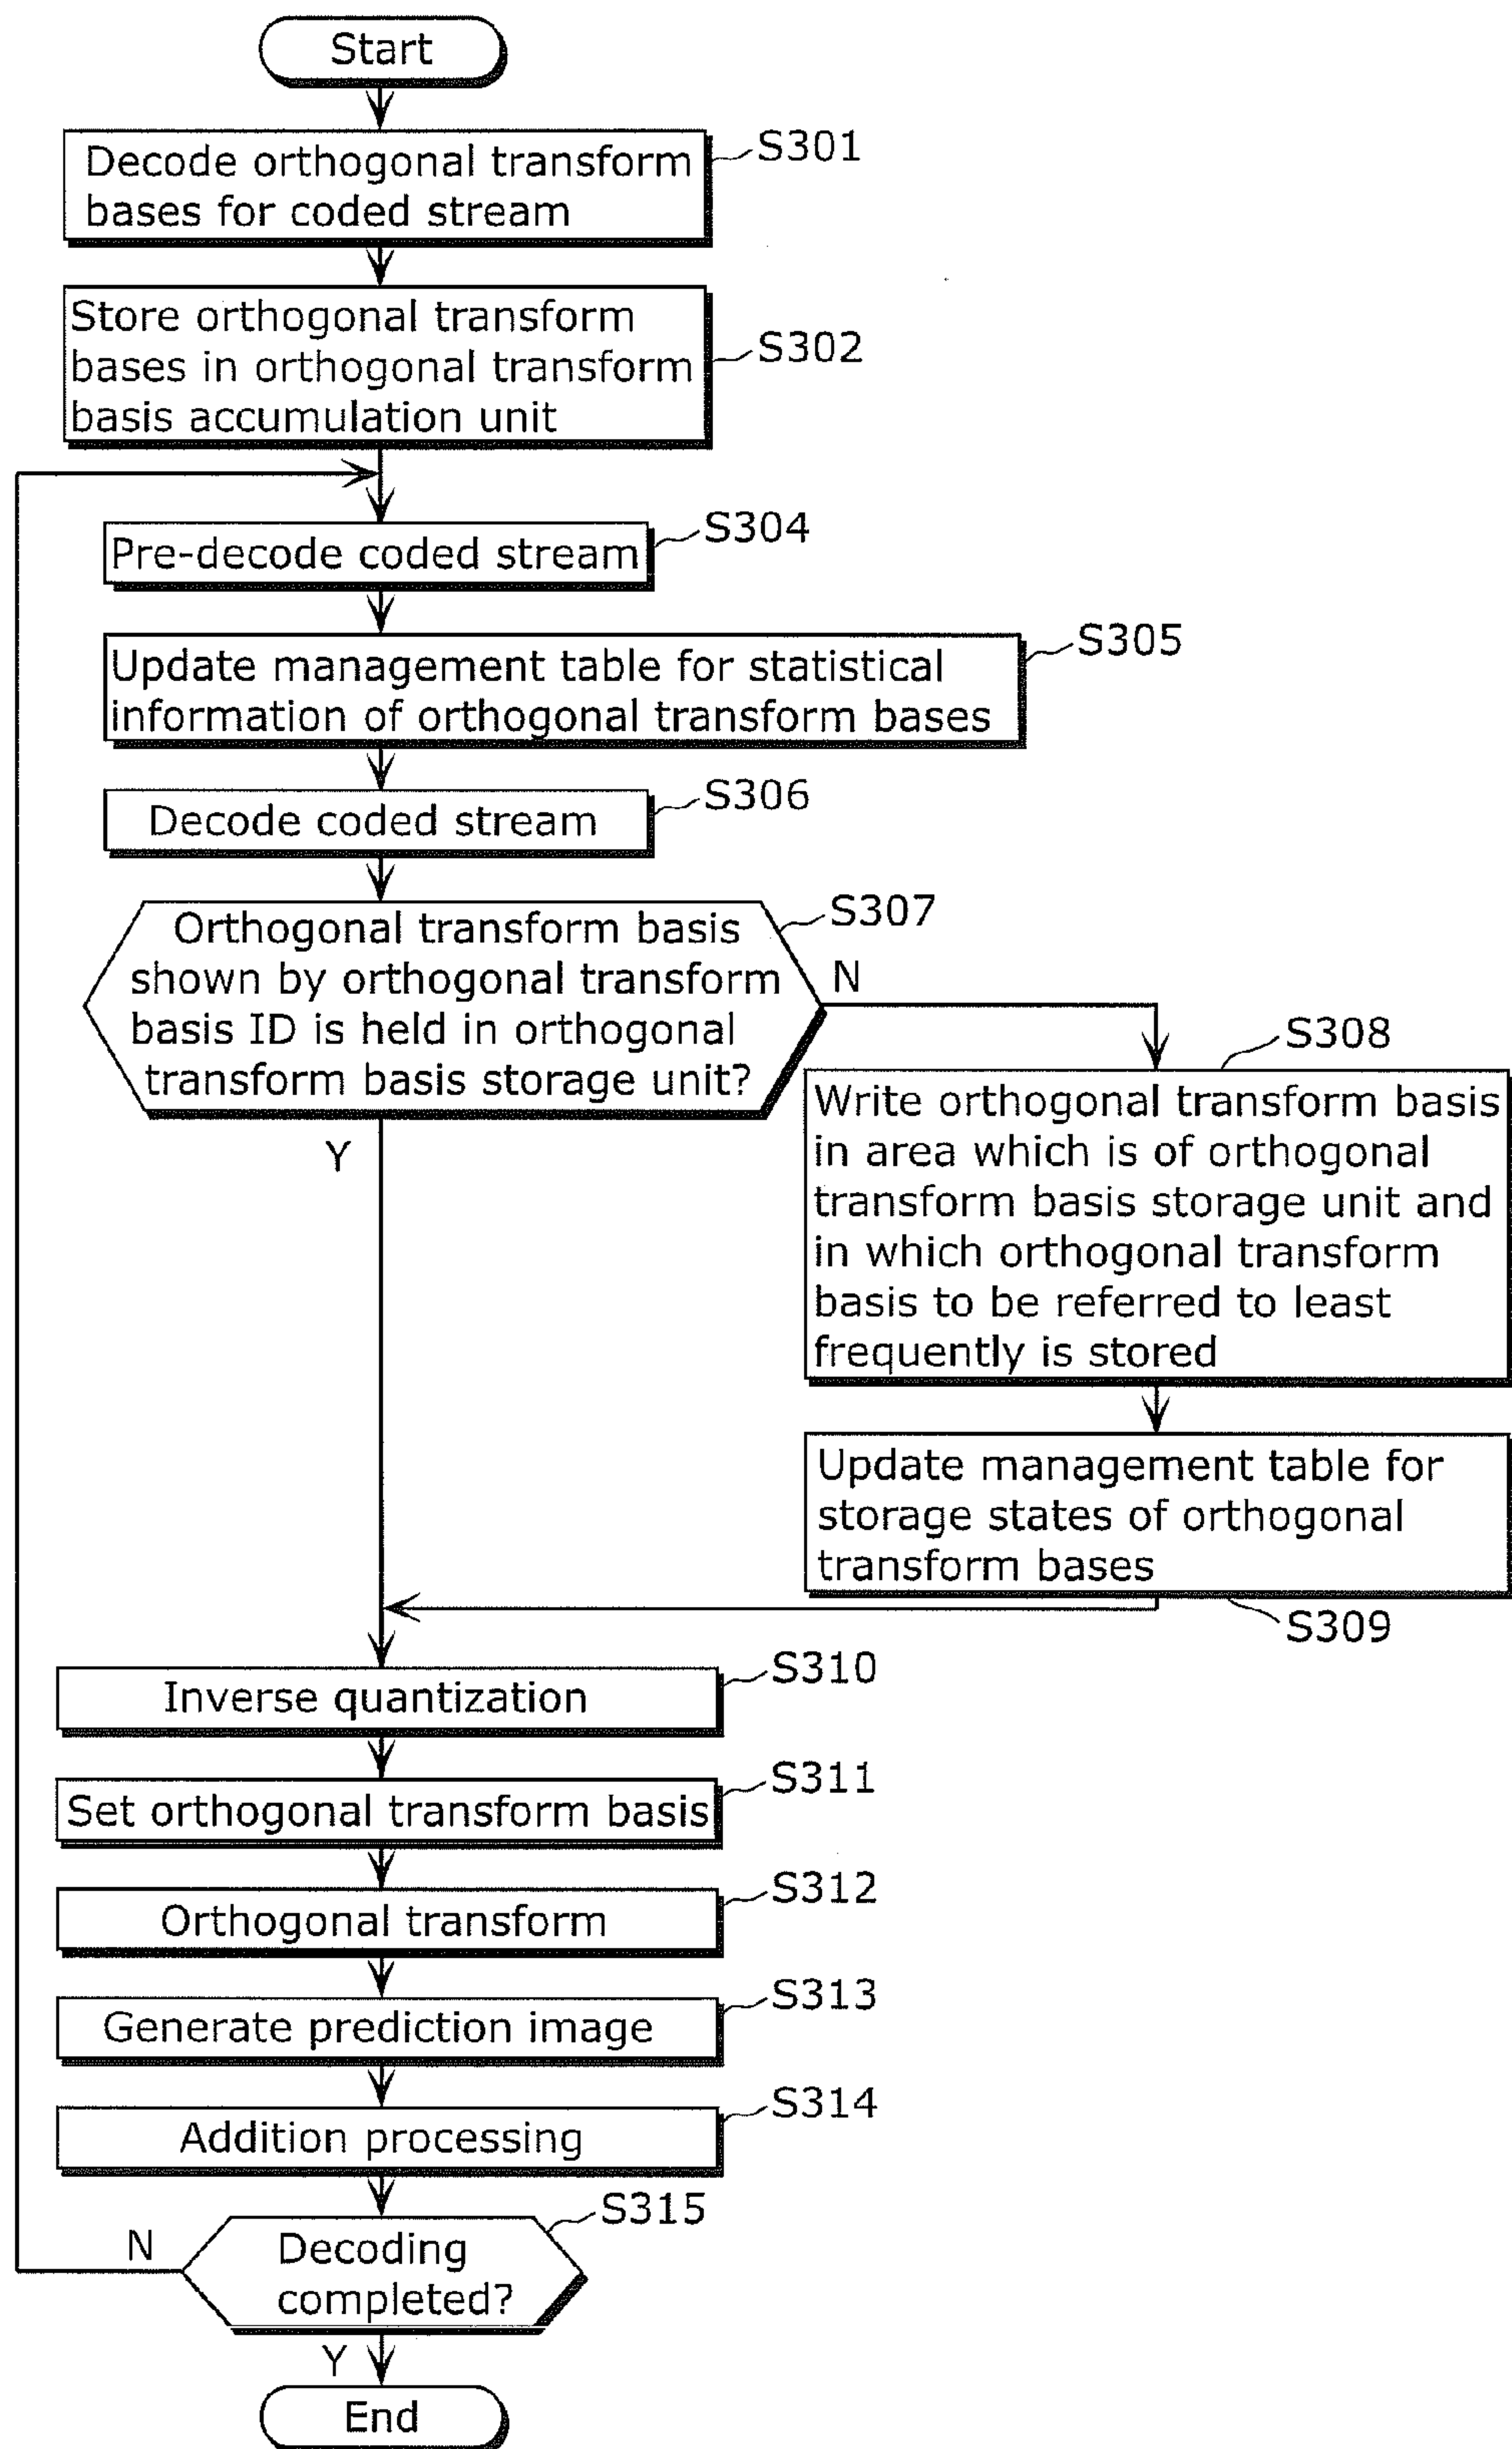 Start
S301
Decode orthogonal transform
bases for coded stream
Store orthogonal transform
S302
bases in orthogonal transform
basis accumulation unit
S304
Pre-decode coded stream
S305
Update management table for statistical
information of orthogonal transform bases
S306
Decode coded stream
S307
Orthogonal transform basis
shown by orthogonal transform
basis ID is held in orthogonal
transform basis storage unit?
N
Y
S308
Write orthogonal transform basis
in area which is of orthogonal
transform basis storage unit and
in which orthogonal transform
basis to be referred to least
frequently is stored
Update management table for
storage states of orthogonal
transform bases
S309
S310
Inverse quantization
S311
Set orthogonal transform basis
S312
Orthogonal transform
S313
Generate prediction image
S314
Addition processing
S315
Decoding
completed?
N
Y
End